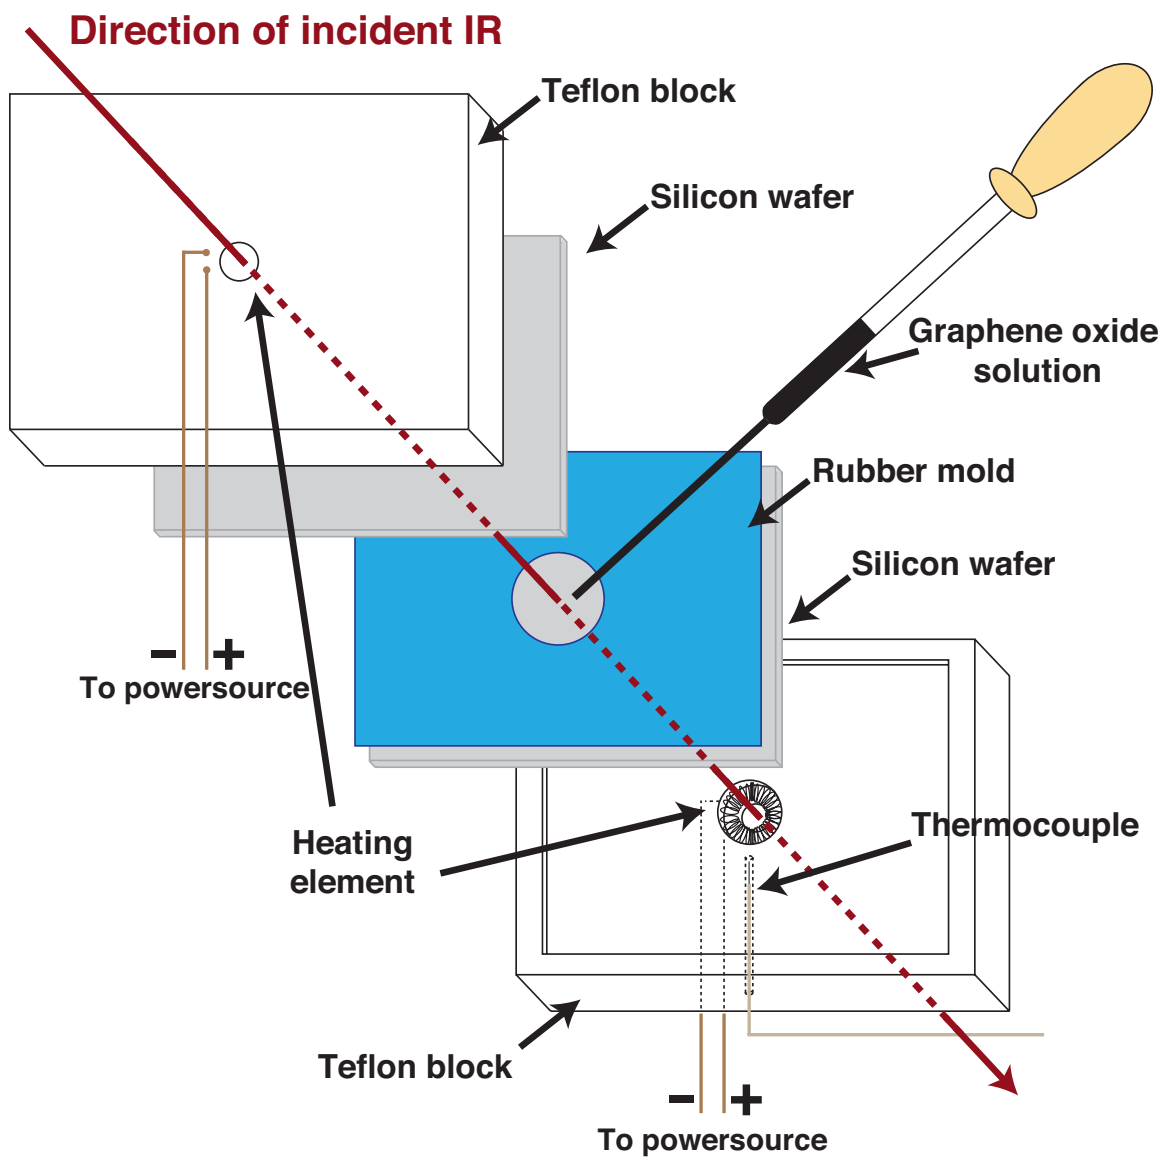 Direction of incident IR
Teflon block
Silicon wafer
Graphene oxide
solution
Rubber mold
Silicon wafer
− +
To powersource
Heating
element
Thermocouple
Teflon block
− +
To powersource